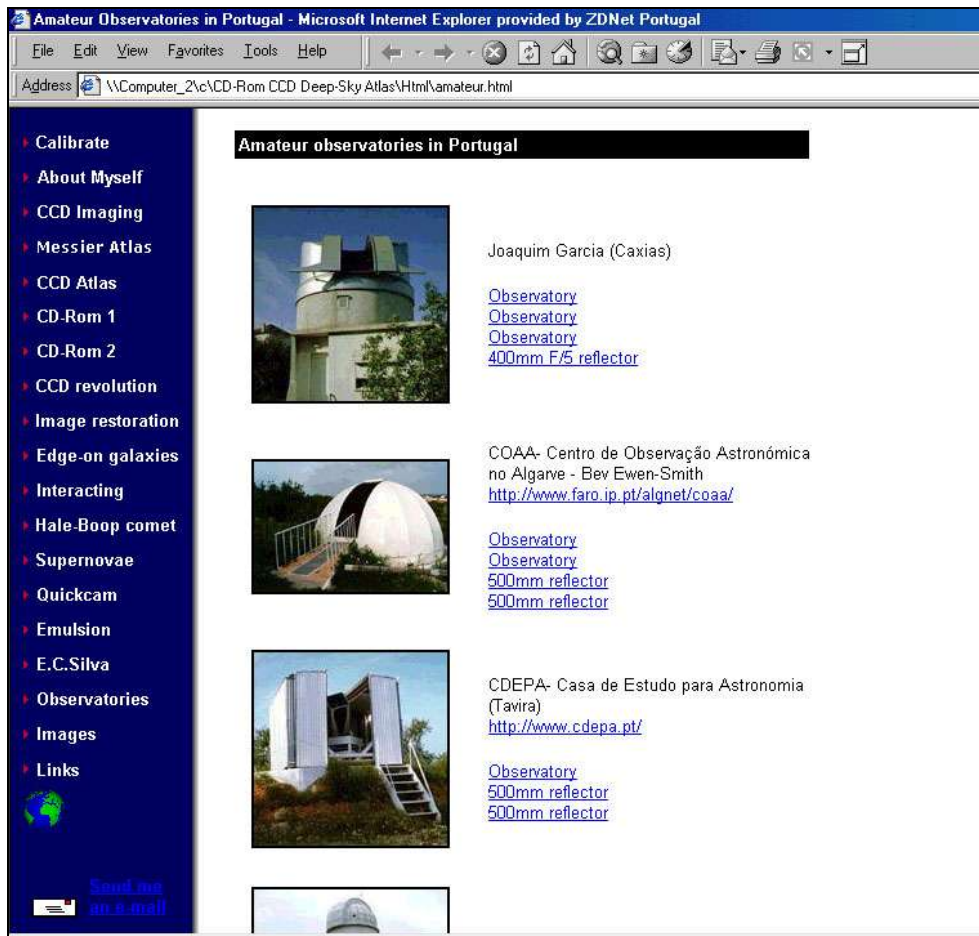 Amateur Observatories in Portugal - Microsoft Internet Explorer provided by ZDNet Portugal
File Edit View Favorites Tools Help
Address \\Computer_2\c\CD-Rom CCD Deep-Sky Atlas\Html\amateur.html
Calibrate
About Myself
CCD Imaging
Messier Atlas
CCD Atlas
CD-Rom 1
CD-Rom 2
CCD revolution
Image restoration
Edge-on galaxies
Interacting
Hale-Boop comet
Supernovae
Quickcam
Emulsion
E.C.Silva
Observatories
Images
Links
Send me
an e-mail
Amateur observatories in Portugal
Joaquim Garcia (Caxias)
Observatory
Observatory
Observatory
400mm F/5 reflector
COAA- Centro de Observação Astronómica
no Algarve - Bev Ewen-Smith
http://www.faro.ip.pt/algnet/coaa/
Observatory
Observatory
500mm reflector
500mm reflector
CDEPA- Casa de Estudo para Astronomia
(Tavira)
http://www.cdepa.pt/
Observatory
500mm reflector
500mm reflector